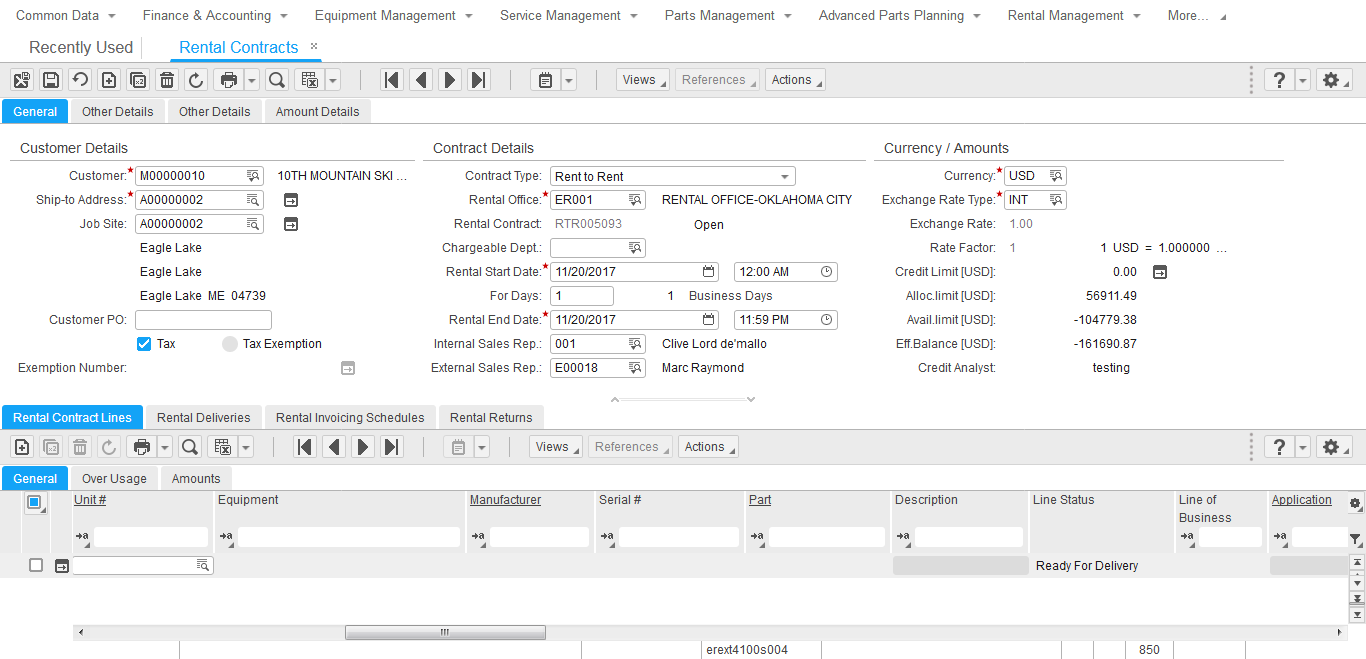 Common Data Finance & Accounting Equipment Management Service Management Parts Management Advanced Parts Planning Rental Management More...
Recently Used Rental Contracts ×
Views References Actions ?
General Other Details Other Details Amount Details
Customer Details Contract Details Currency / Amounts
Customer:* M00000010 10TH MOUNTAIN SKI ... Contract Type: Rent to Rent Currency:* USD
Ship-to Address:* A00000002 Rental Office:* ER001 RENTAL OFFICE-OKLAHOMA CITY Exchange Rate Type:* INT
Job Site: A00000002 Rental Contract: RTR005093 Open Exchange Rate: 1.00
Eagle Lake Chargeable Dept.: Rate Factor: 1 1 USD = 1.000000 ...
Eagle Lake Rental Start Date:* 11/20/2017 12:00 AM Credit Limit [USD]: 0.00
Eagle Lake ME 04739 For Days: 1 1 Business Days Alloc.limit [USD]: 56911.49
Customer PO: Rental End Date:* 11/20/2017 11:59 PM Avail.limit [USD]: -104779.38
Tax Tax Exemption Internal Sales Rep.: 001 Clive Lord de'mallo Eff.Balance [USD]: -161690.87
Exemption Number: External Sales Rep.: E00018 Marc Raymond Credit Analyst: testing
Rental Contract Lines Rental Deliveries Rental Invoicing Schedules Rental Returns
Views References Actions ?
General Over Usage Amounts
Unit # Equipment Manufacturer Serial # Part Description Line Status Line of Application
Business
Ready For Delivery
erext4100s004 850